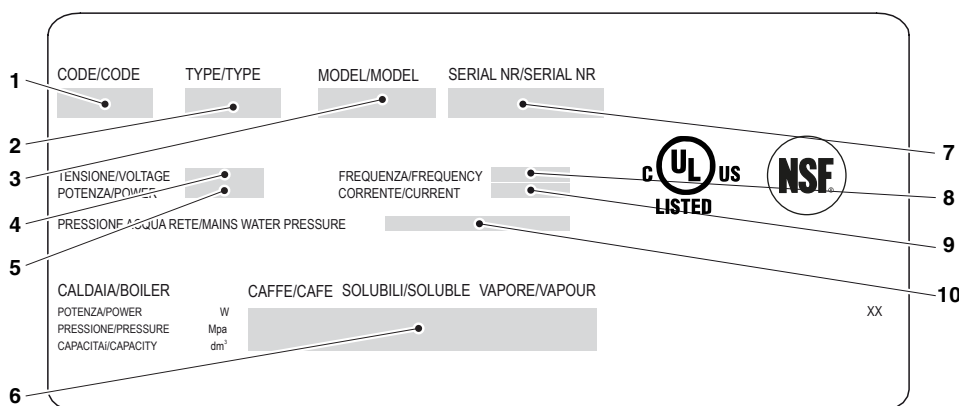 CODE/CODE TYPE/TYPE MODEL/MODEL SERIAL NR/SERIAL NR
1
2
3
7
TENSIONE/VOLTAGE FREQUENZA/FREQUENCY
POTENZA/POWER CORRENTE/CURRENT
C UL US
LISTED
NSF®
8
4
PRESSIONE ACQUA RETE/MAINS WATER PRESSURE
9
5
10
CALDAIA/BOILER CAFFE/CAFE SOLUBILI/SOLUBLE VAPORE/VAPOUR
POTENZA/POWER W XX
PRESSIONE/PRESSURE Mpa
CAPACITAi/CAPACITY dm³
6